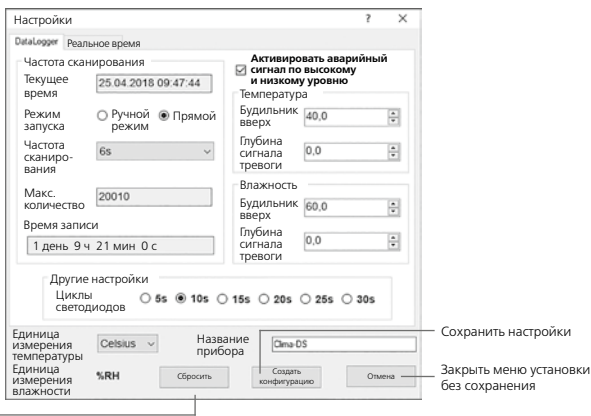 Настройки
? ×
DataLogger Реальное время
Частота сканирования
Текущее
время
25.04.2018 09:47:44
Режим
запуска
Ручной
режим
Прямой
Частота
сканиро-
вания
6s
Макс.
количество
20010
Время записи
1 день 9 ч 21 мин 0 с
Активировать аварийный
сигнал по высокому
и низкому уровню
Температура
Будильник
вверх
40,0
Глубина
сигнала
тревоги
0,0
Влажность
Будильник
вверх
60,0
Глубина
сигнала
тревоги
0,0
Другие настройки
Циклы
светодиодов
5s 10s 15s 20s 25s 30s
Единица
измерения
температуры
Celsius
Название
прибора
Clima-DS
Единица
измерения
влажности
%RH
Сбросить
Создать
конфигурацию
Отмена
Сохранить настройки
Закрыть меню установки
без сохранения